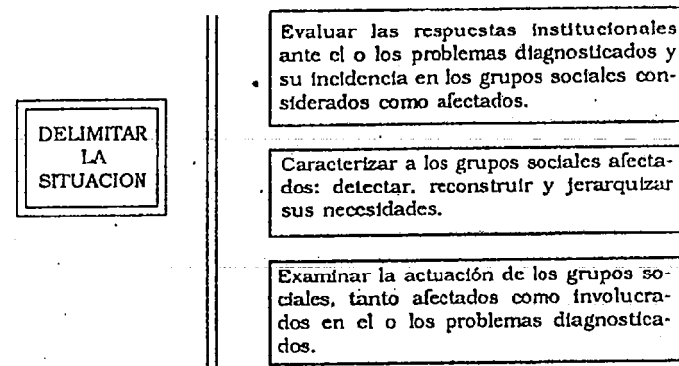 DELIMITAR
LA
SITUACION
Evaluar las respuestas institucionales
ante el o los problemas diagnosticados y
su incidencia en los grupos sociales con-
siderados como afectados.
Caracterizar a los grupos sociales afecta-
dos: detectar, reconstruir y jerarquizar
sus necesidades.
Examinar la actuación de los grupos so-
ciales, tanto afectados como involucra-
dos en el o los problemas diagnostica-
dos.